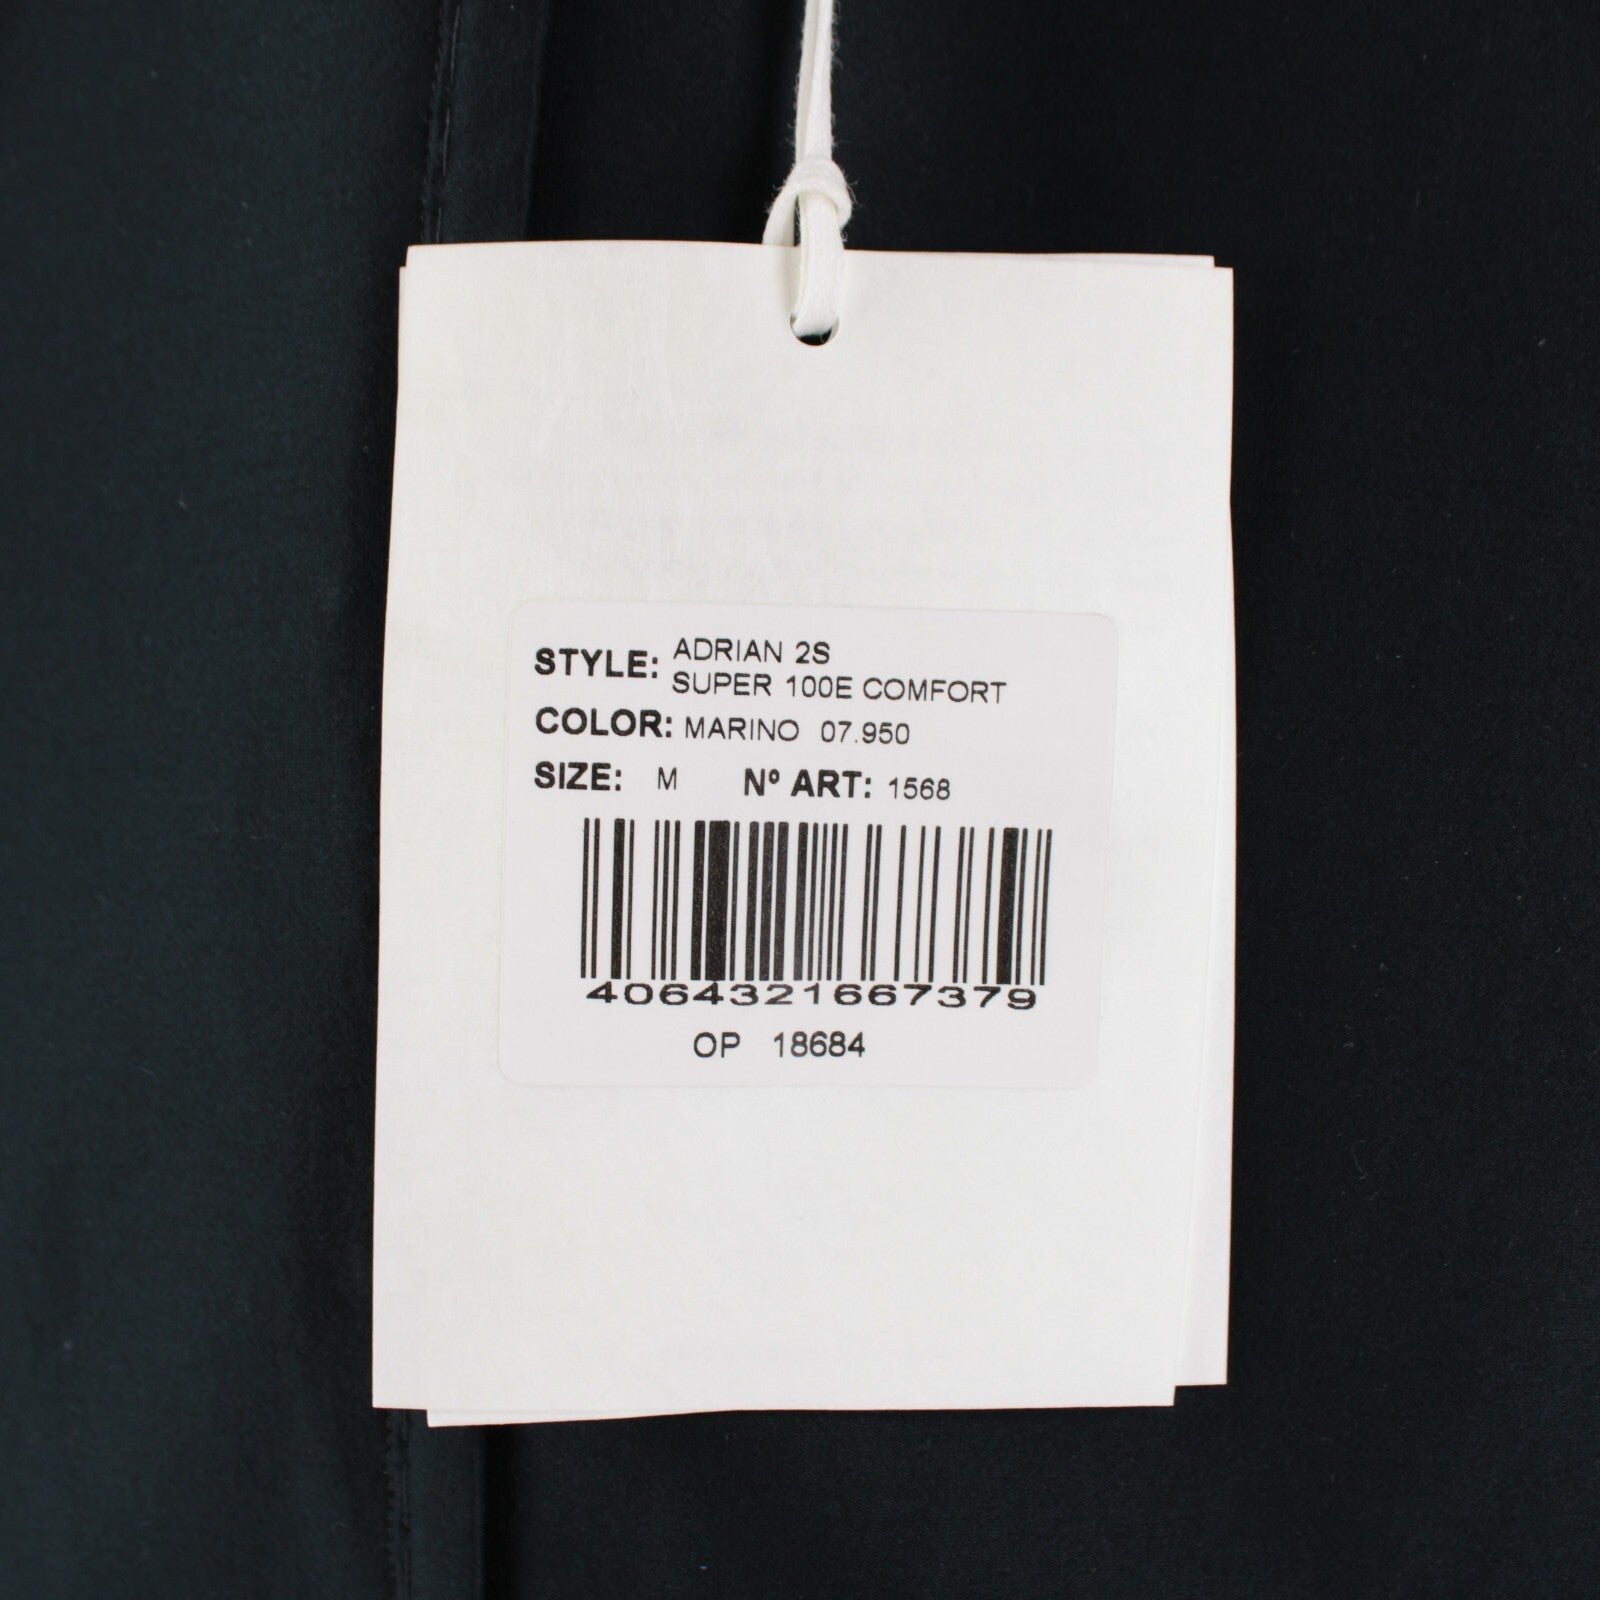 STYLE: ADRIAN 2S
SUPER 100E COMFORT
COLOR: MARINO 07.950
SIZE: M Nº ART: 1568
4064321667379
OP 18684